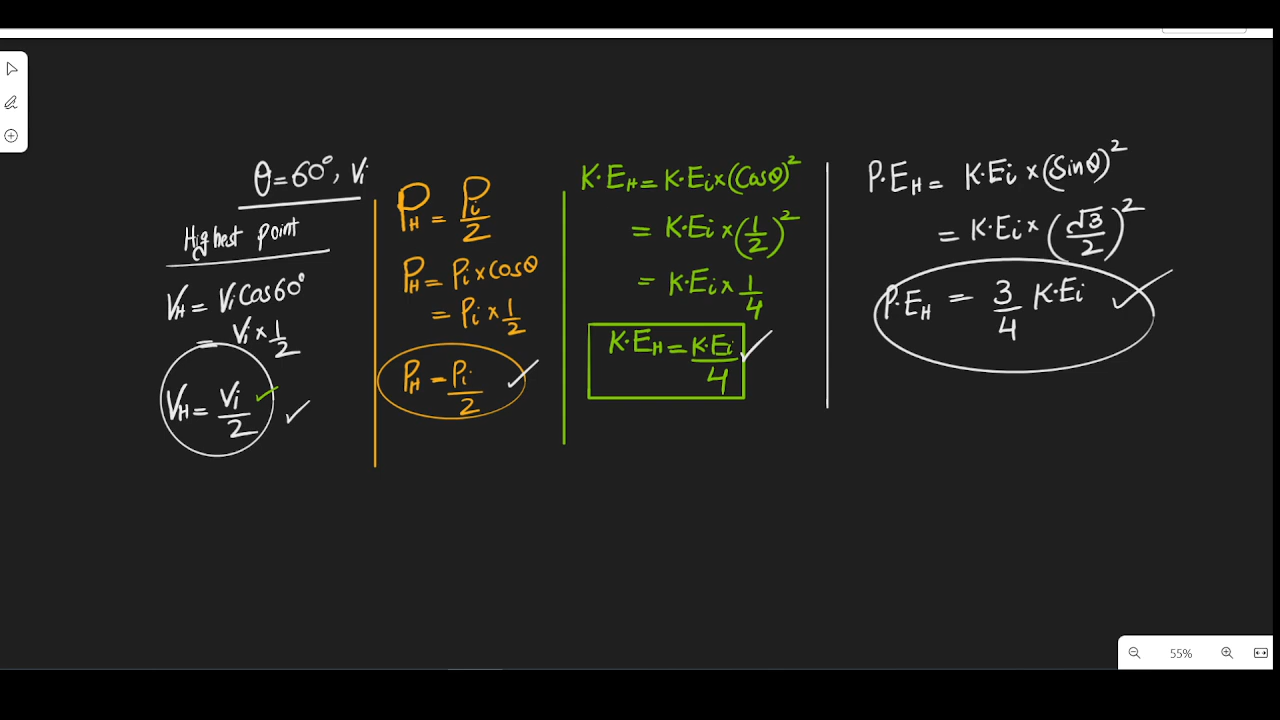 θ = 60°, Vi
Highest point
VH = Vi Cos60°
= Vi × 1/2
VH = Vi/2
PH = Pi/2
PH = Pi × Cosθ
= Pi × 1/2
PH = Pi/2
K.EH = K.Ei × (Cosθ)²
= K.Ei × (1/2)²
= K.Ei × 1/4
K.EH = K.Ei/4
P.EH = K.Ei × (Sinθ)²
= K.Ei × (√3/2)²
P.EH = 3/4 K.Ei
55%